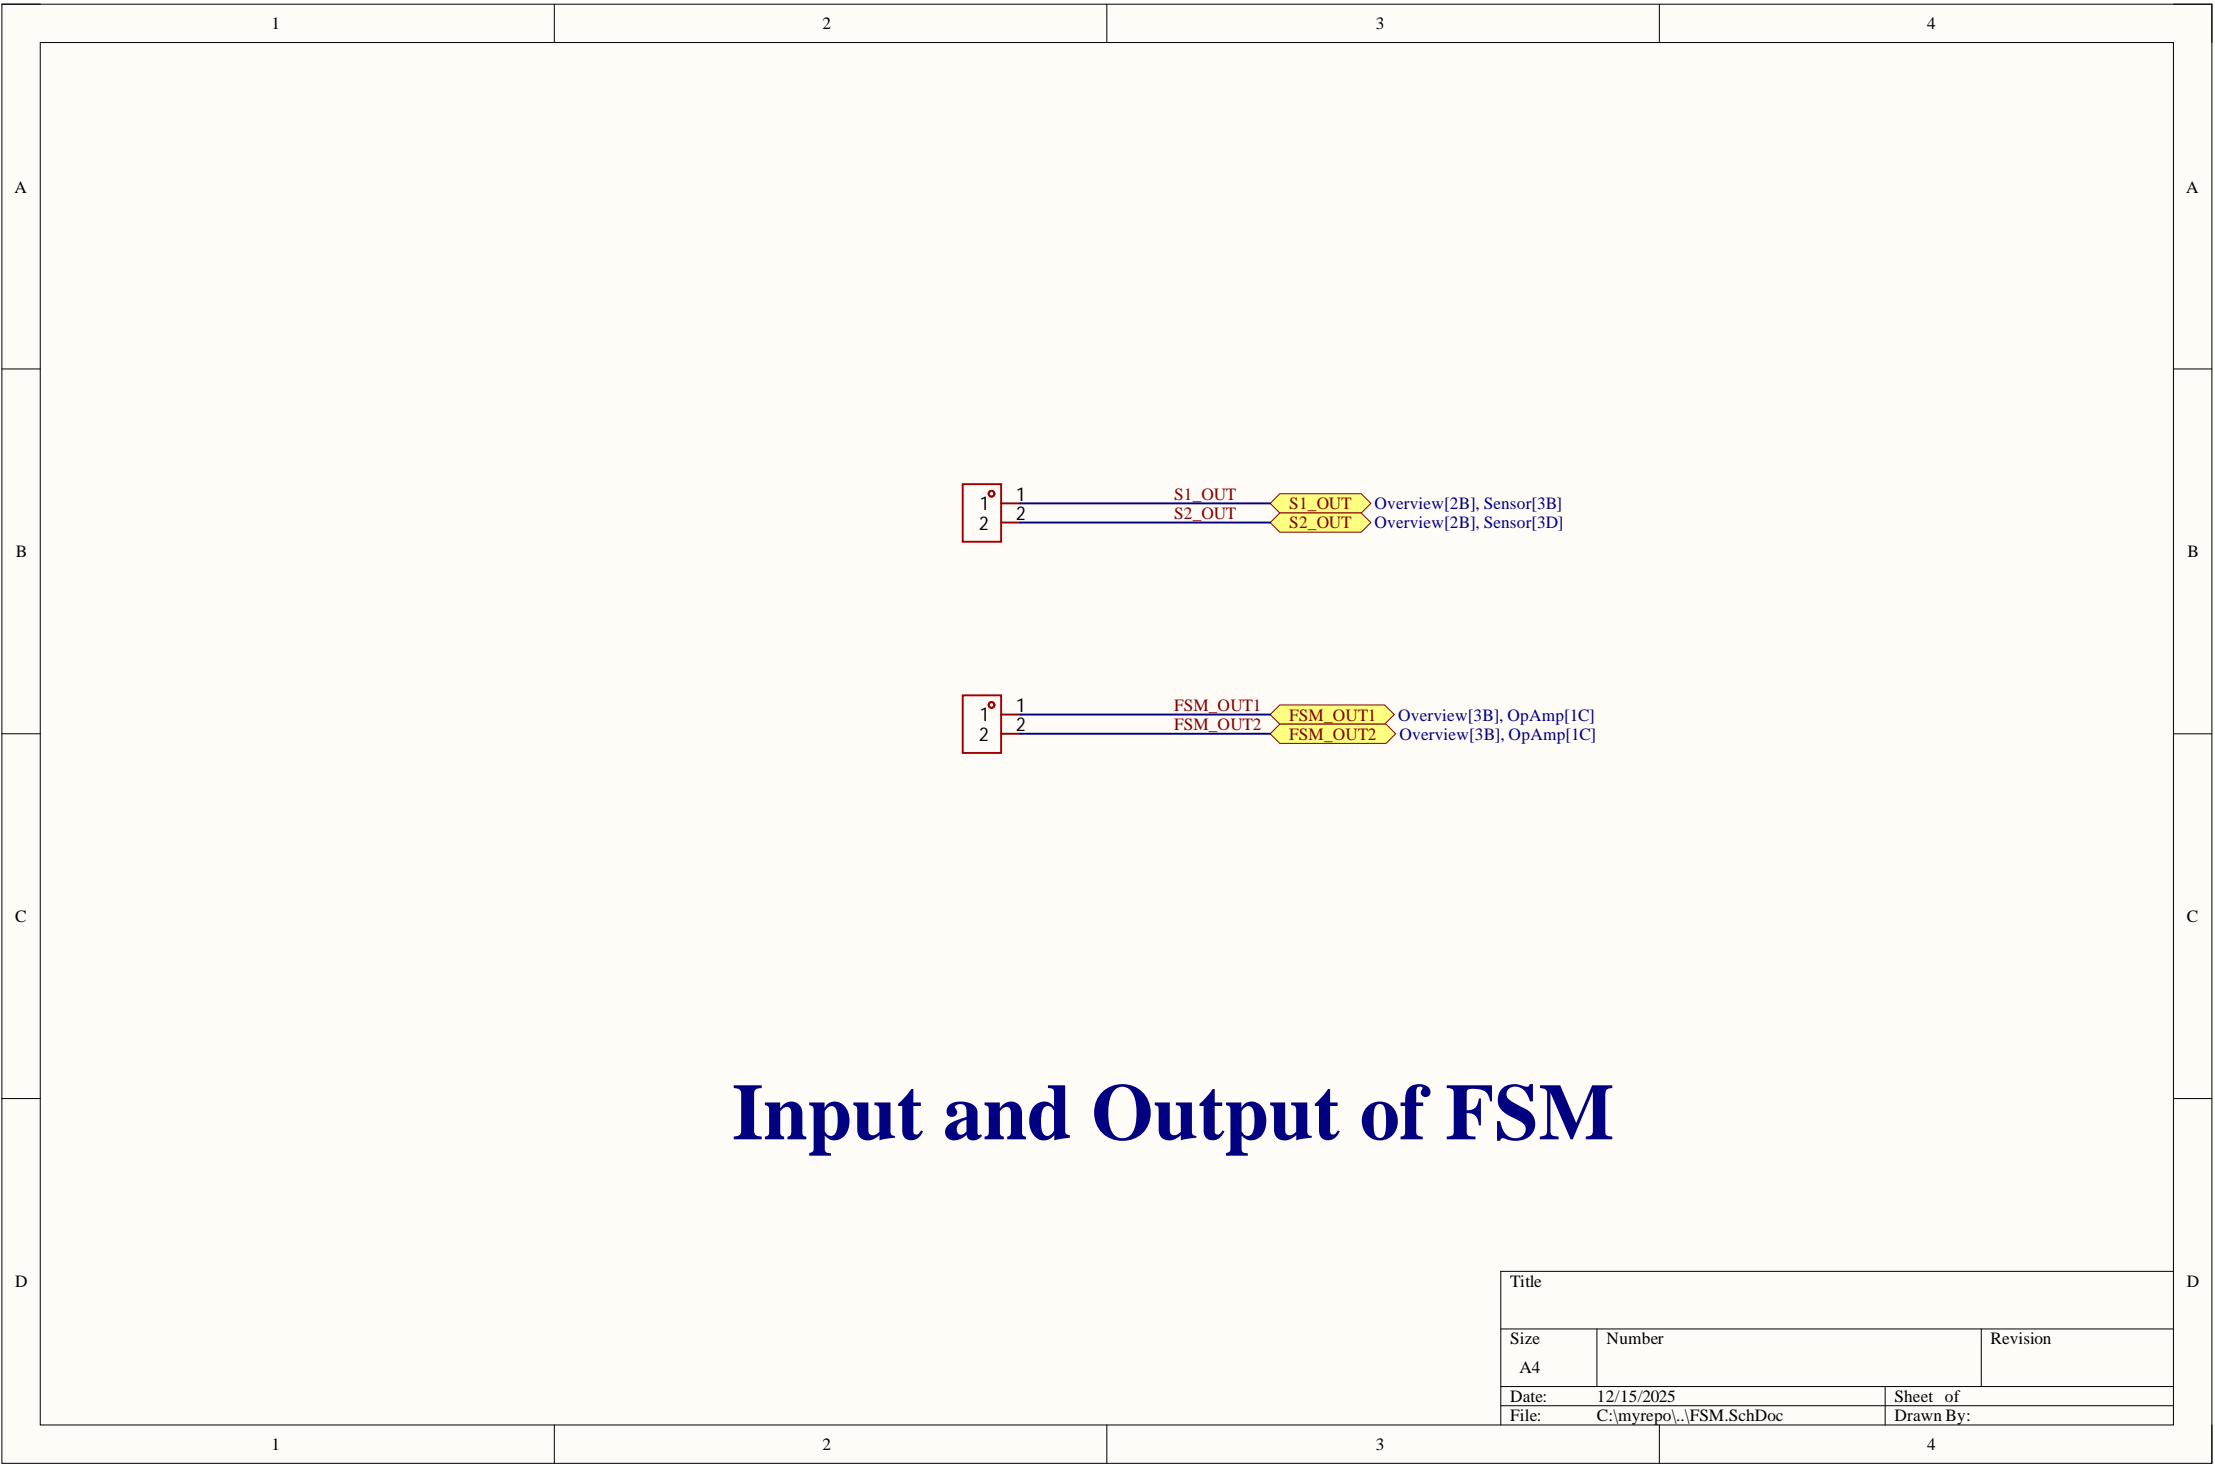 1 2 3 4
A A
1 1 S1_OUT S1_OUT Overview[2B], Sensor[3B]
2 2 S2_OUT S2_OUT Overview[2B], Sensor[3D]
B B
1 1 FSM_OUT1 FSM_OUT1 Overview[3B], OpAmp[1C]
2 2 FSM_OUT2 FSM_OUT2 Overview[3B], OpAmp[1C]
C C
Input and Output of FSM
D D
Title
Size Number Revision
A4
Date: 12/15/2025 Sheet of
File: C:\myrepo\..\FSM.SchDoc Drawn By:
1 2 3 4